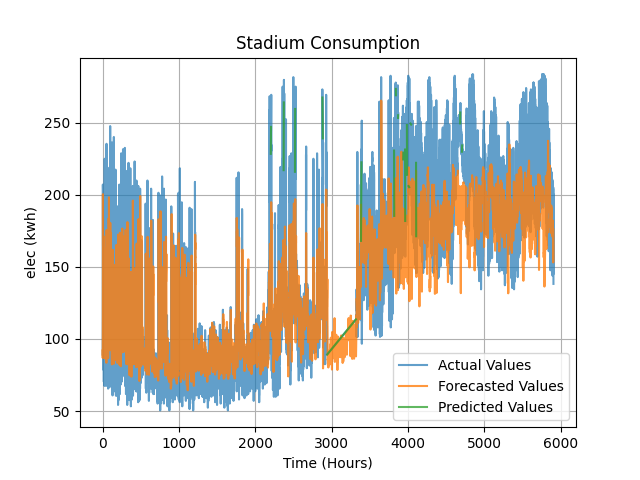 Stadium Consumption
elec (kwh)
250
200
150
100
50
0
1000
2000
3000
4000
5000
6000
Time (Hours)
Actual Values
Forecasted Values
Predicted Values